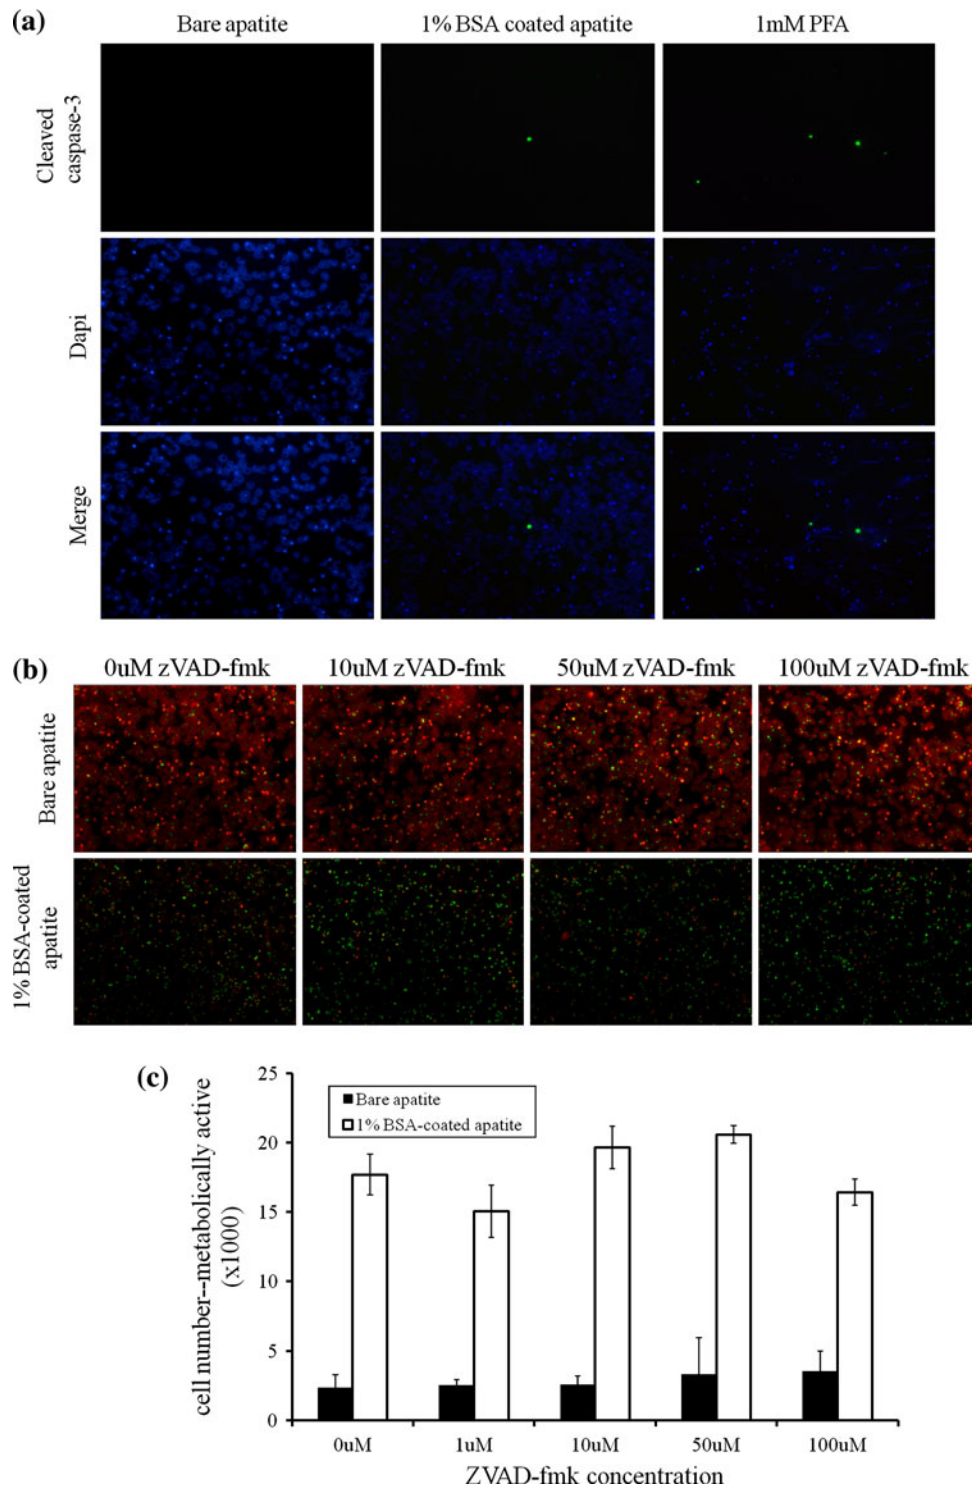 (a)
Bare apatite
1% BSA coated apatite
1mM PFA
Cleaved
caspase-3
Dapi
Merge
(b)
0uM zVAD-fmk
10uM zVAD-fmk
50uM zVAD-fmk
100uM zVAD-fmk
Bare apatite
1% BSA-coated
apatite
(c)
cell number--metabolically active
(x1000)
25
20
15
10
5
0
Bare apatite
1% BSA-coated apatite
0uM
1uM
10uM
50uM
100uM
ZVAD-fmk concentration